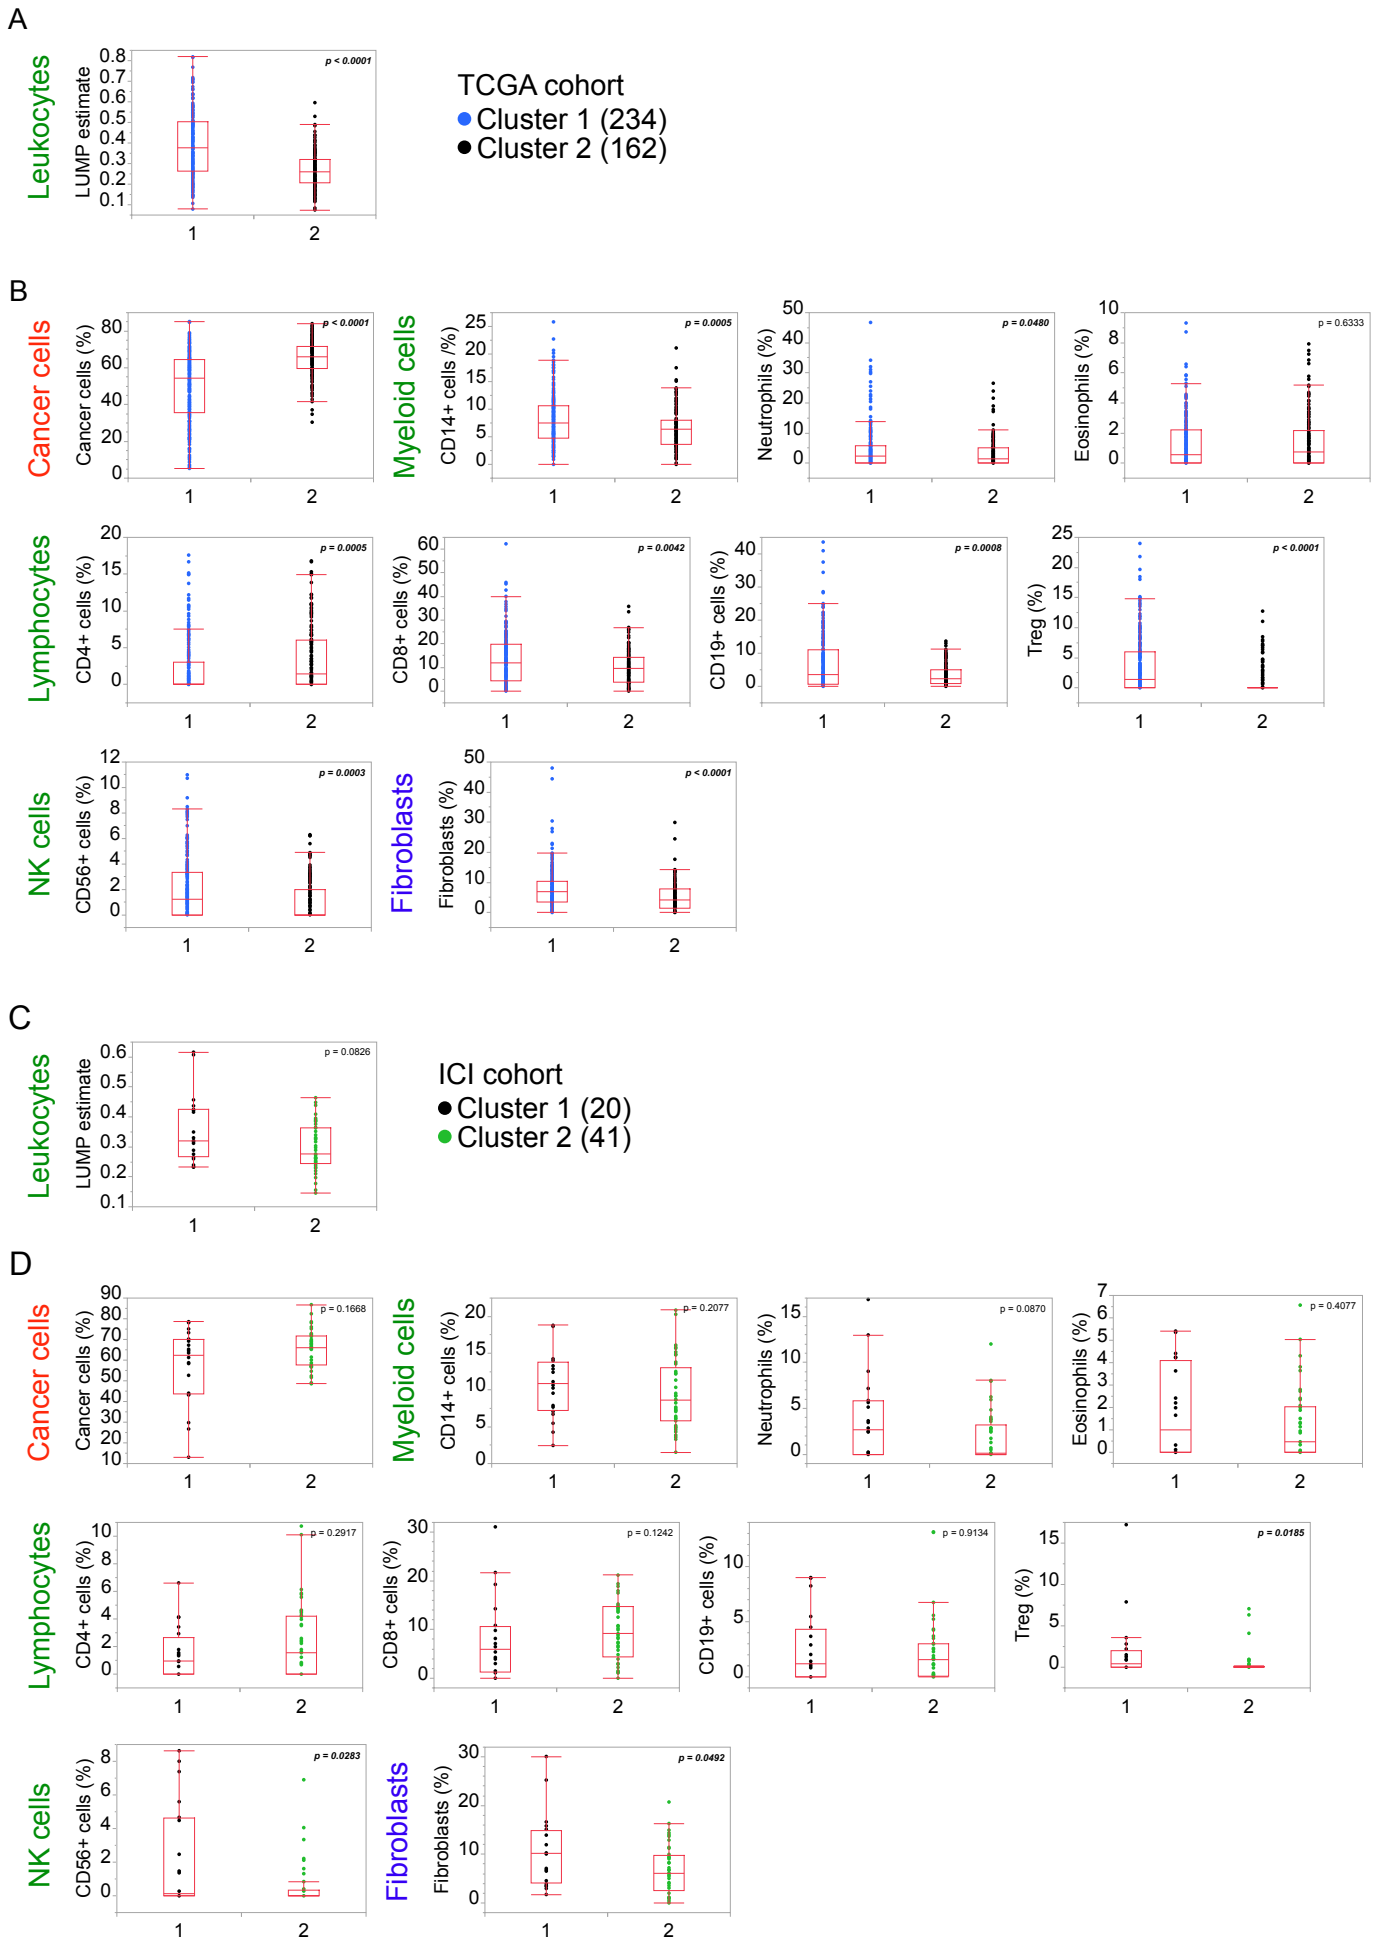 A
Leukocytes
LUMP estimate
0.8
0.7
0.6
0.5
0.4
0.3
0.2
0.1
p < 0.0001
1
2
TCGA cohort
Cluster 1 (234)
Cluster 2 (162)
B
Cancer cells
Cancer cells (%)
80
60
40
20
0
p < 0.0001
1
2
Myeloid cells
CD14+ cells /%)
25
20
15
10
5
0
p = 0.0005
1
2
Neutrophils (%)
50
40
30
20
10
0
p = 0.0480
1
2
Eosinophils (%)
10
8
6
4
2
0
p = 0.6333
1
2
Lymphocytes
CD4+ cells (%)
20
15
10
5
0
p = 0.0005
1
2
CD8+ cells (%)
60
50
40
30
20
10
0
p = 0.0042
1
2
CD19+ cells (%)
40
30
20
10
0
p = 0.0008
1
2
Treg (%)
25
20
15
10
5
0
p < 0.0001
1
2
NK cells
CD56+ cells (%)
12
10
8
6
4
2
0
p = 0.0003
1
2
Fibroblasts
Fibroblasts (%)
50
40
30
20
10
0
p < 0.0001
1
2
C
Leukocytes
LUMP estimate
0.6
0.5
0.4
0.3
0.2
0.1
p = 0.0826
1
2
ICI cohort
Cluster 1 (20)
Cluster 2 (41)
D
Cancer cells
Cancer cells (%)
90
80
70
60
50
40
30
20
10
p = 0.1668
1
2
Myeloid cells
CD14+ cells (%)
20
15
10
5
0
p = 0.2077
1
2
Neutrophils (%)
15
10
5
0
p = 0.0870
1
2
Eosinophils (%)
7
6
5
4
3
2
1
0
p = 0.4077
1
2
Lymphocytes
CD4+ cells (%)
10
8
6
4
2
0
p = 0.2917
1
2
CD8+ cells (%)
30
20
10
0
p = 0.1242
1
2
CD19+ cells (%)
10
5
0
p = 0.9134
1
2
Treg (%)
15
10
5
0
p = 0.0185
1
2
NK cells
CD56+ cells (%)
8
6
4
2
0
p = 0.0283
1
2
Fibroblasts
Fibroblasts (%)
30
20
10
0
p = 0.0492
1
2